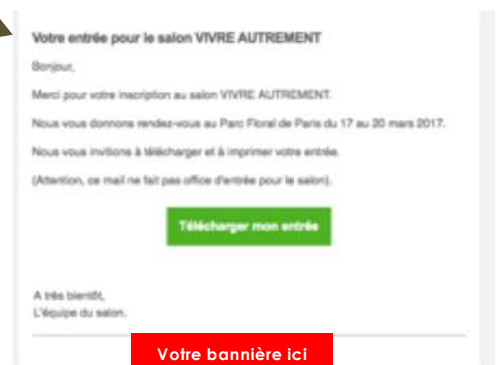 Votre entrée pour le salon VIVRE AUTREMENT
Bonjour,
Merci pour votre inscription au salon VIVRE AUTREMENT.
Nous vous donnons rendez-vous au Parc Floral de Paris du 17 au 20 mars 2017.
Nous vous invitons à télécharger et à imprimer votre entrée.
(Attention, ce mail ne fait pas office d'entrée pour le salon).
Télécharger mon entrée
A très bientôt,
L'équipe du salon.
Votre bannière ici